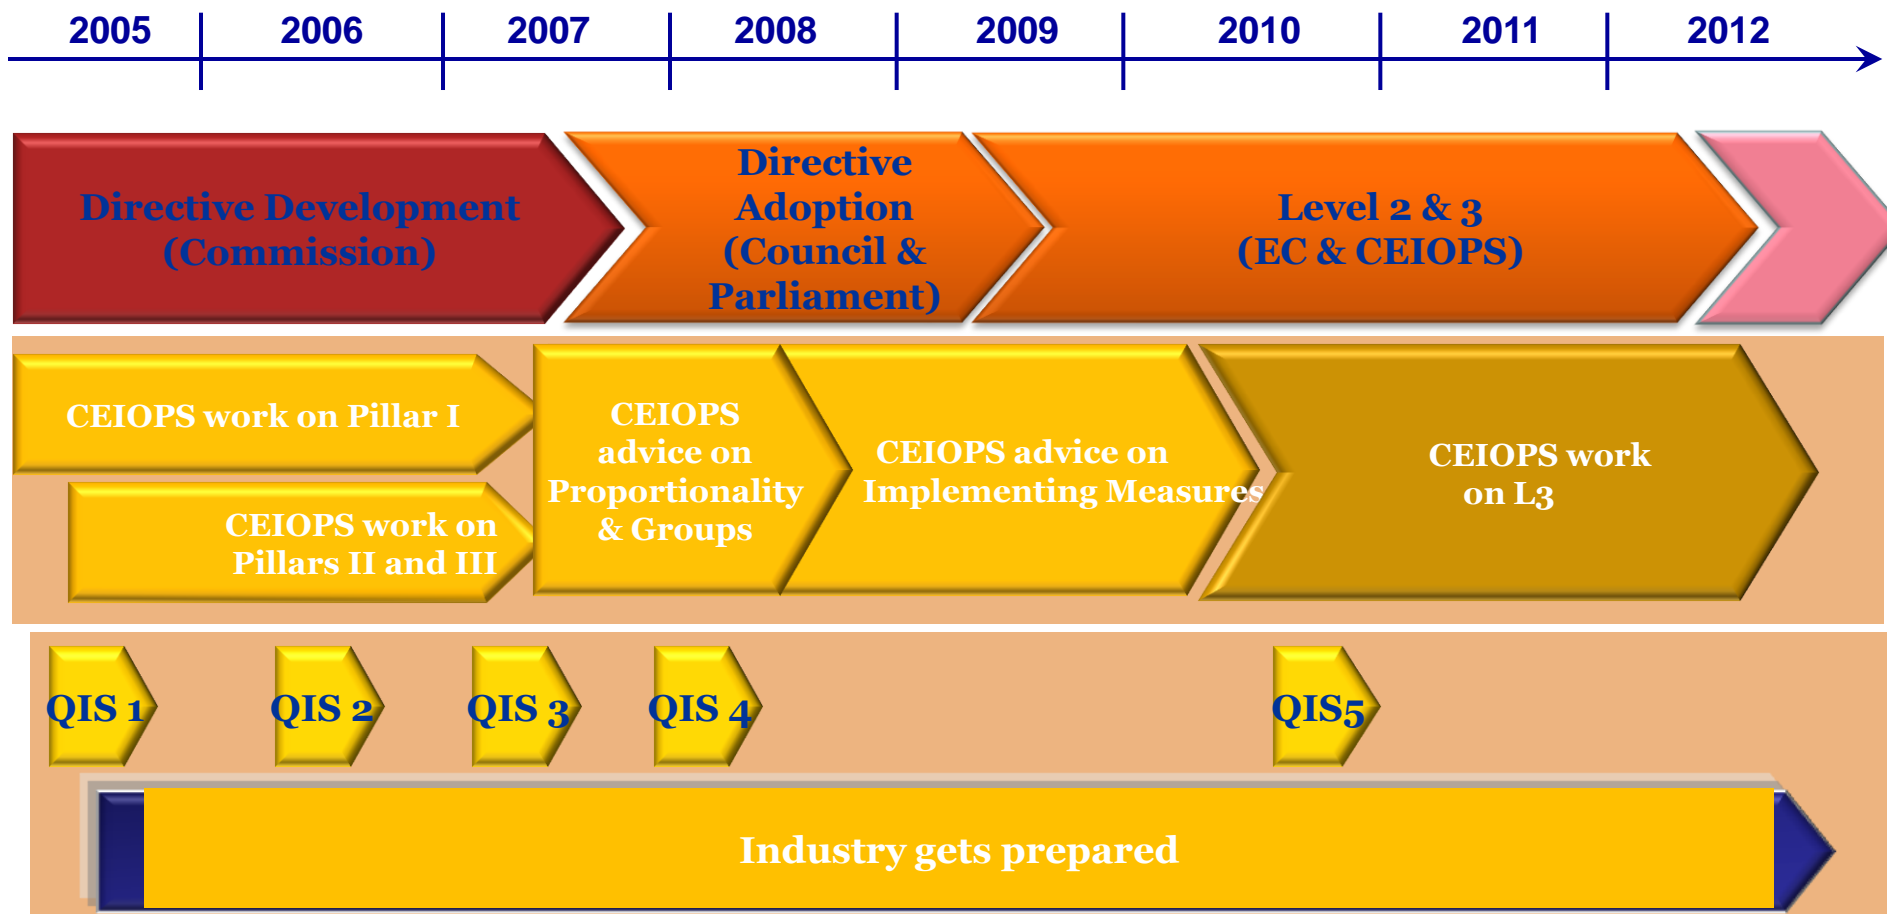 2005 2006 2007 2008 2009 2010 2011 2012
Directive Development
(Commission)
Directive
Adoption
(Council &
Parliament)
Level 2 & 3
(EC & CEIOPS)
CEIOPS work on Pillar I
CEIOPS work on
Pillars II and III
CEIOPS
advice on
Proportionality
& Groups
CEIOPS advice on
Implementing Measures
CEIOPS work
on L3
QIS 1
QIS 2
QIS 3
QIS 4
QIS5
Industry gets prepared